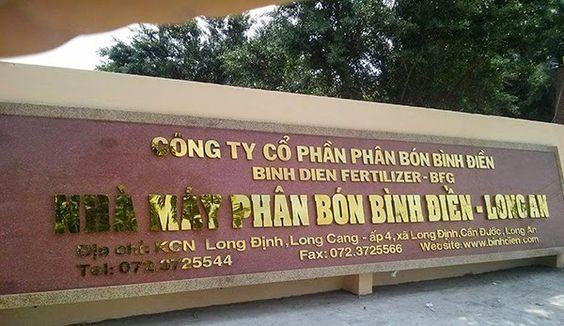 CÔNG TY CỔ PHẦN PHÂN BÓN BÌNH ĐIỀN
BINH DIEN FERTILIZER - BFG
NHÀ MÁY PHÂN BÓN BÌNH ĐIỀN - LONG AN
Địa chỉ: KCN Long Định, Long Cang - ấp 4, xã Long Định, Cần Đước, Long An
Tel: 072.3725544 Fax: 072.3725566 Website: www.binhdien.com